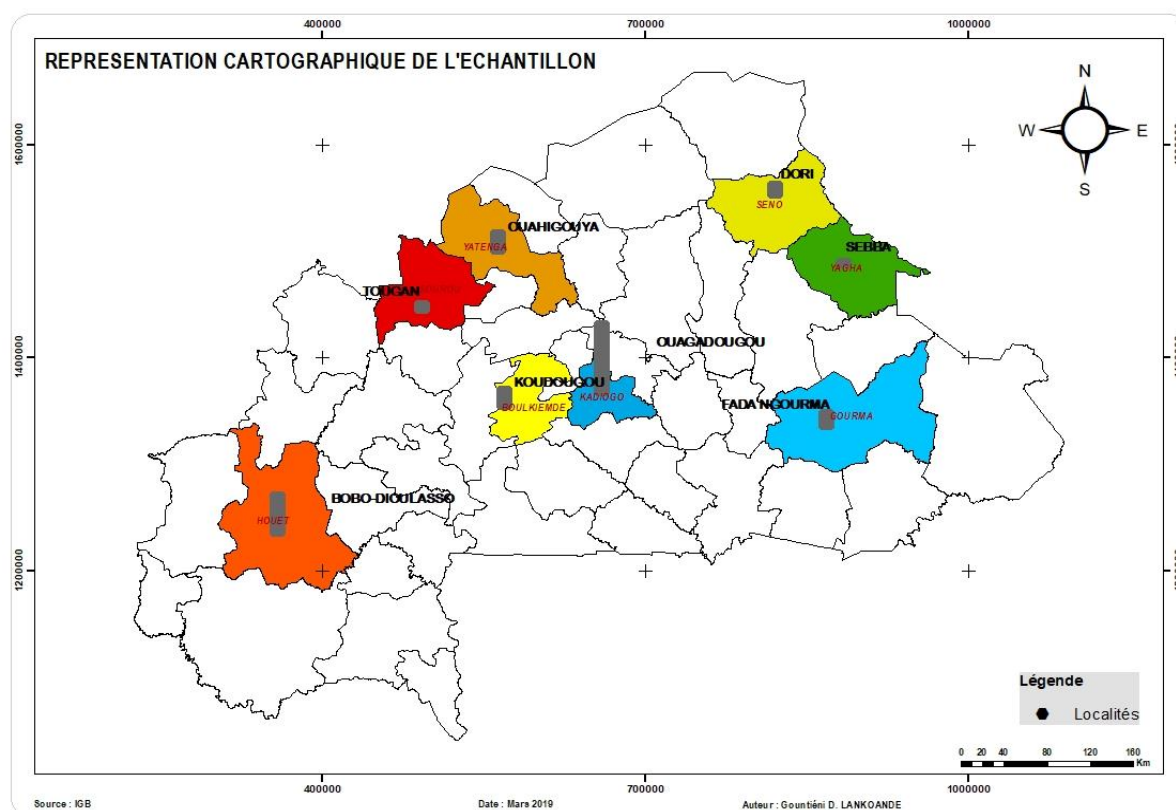 400000 700000 1000000
REPRESENTATION CARTOGRAPHIQUE DE L'ECHANTILLON
N
W E
S
1600000
DORI
SENO
OUAHIGOUYA
YATENGA
SEBBA
YAGHA
TOUGAN
1400000
OUAGADOUGOU
KOUDOUGOU
KADIOGO
BOULKIEMDE
FADA NGOURMA
GOURMA
BOBO-DIOULASSO
HOUET
1200000
Légende
Localités
0 20 40 80 120 160
Km
400000 700000 1000000
Source : IGB Date : Mars 2019 Auteur : Gountiéni D. LANKOANDE